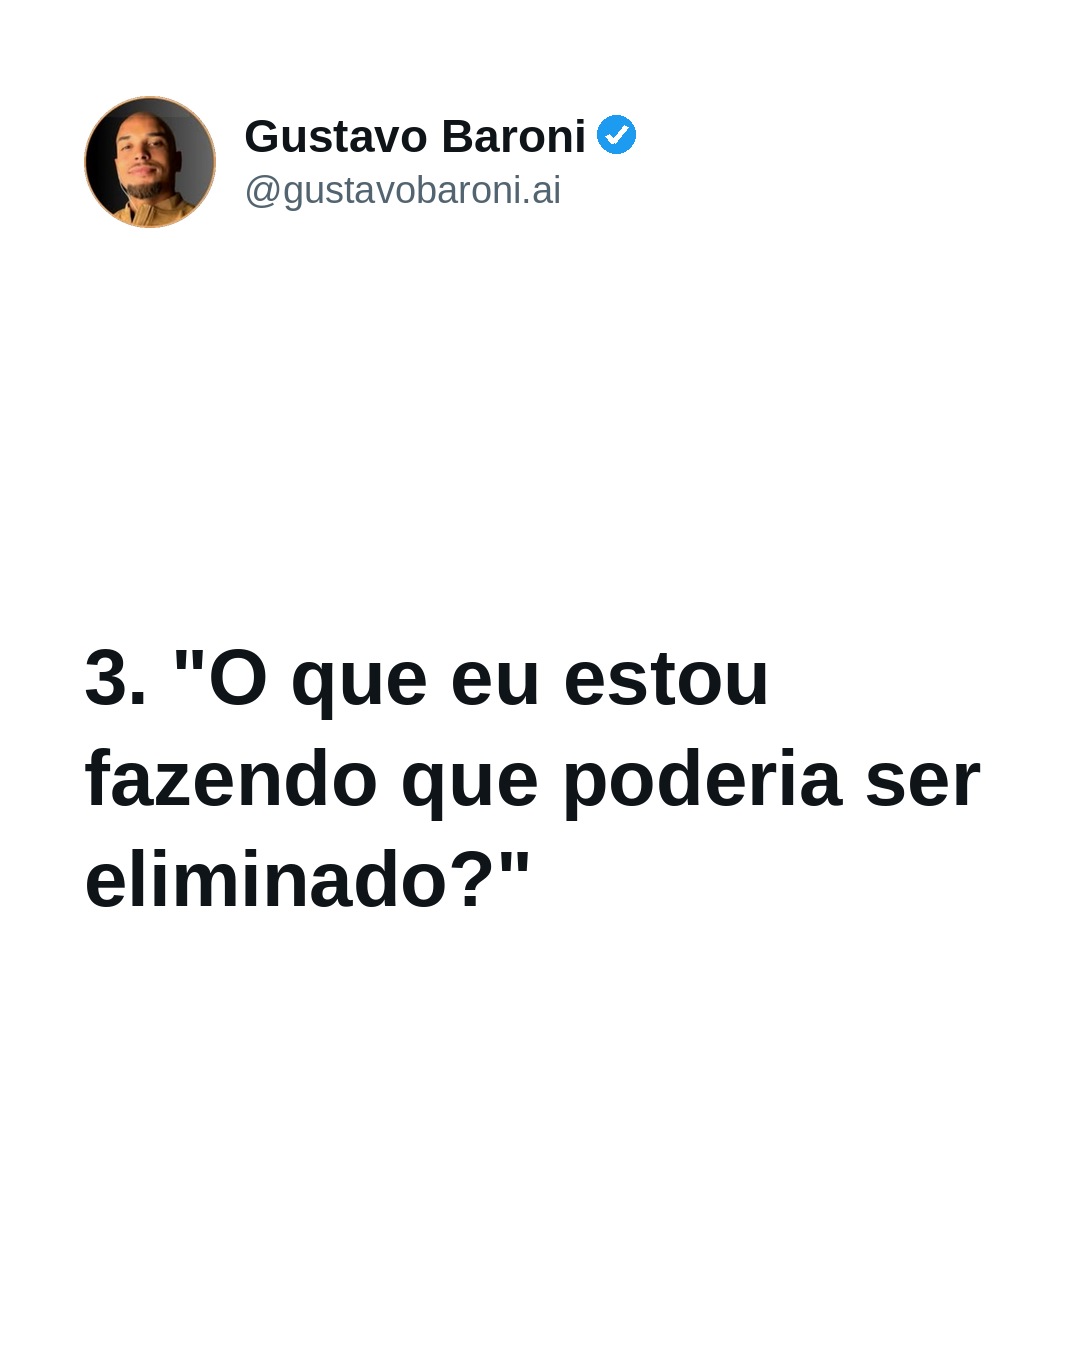 Gustavo Baroni
@gustavobaroni.ai
3. "O que eu estou
fazendo que poderia ser
eliminado?"